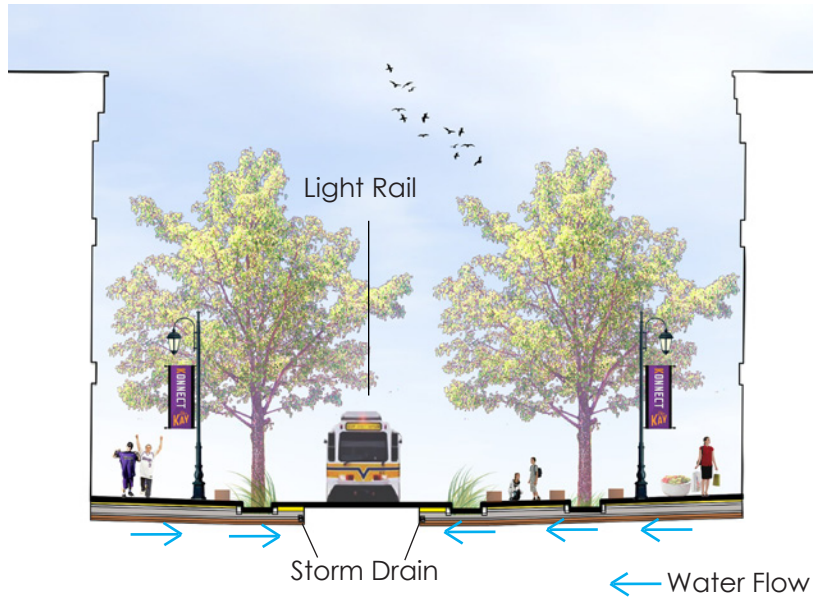 Light Rail
KONNECT
KAY
KONNECT
KAY
Storm Drain
Water Flow